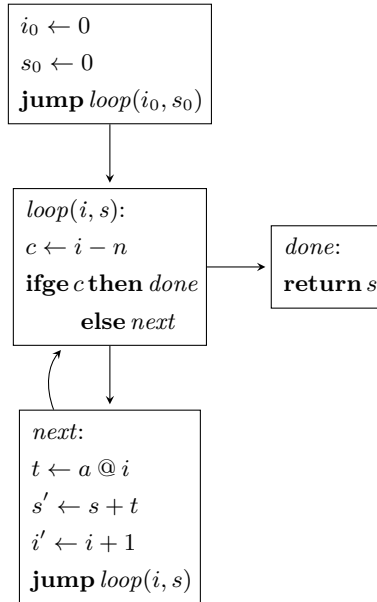 i₀ ← 0
s₀ ← 0
jump loop(i₀, s₀)
loop(i, s):
c ← i − n
ifge c then done
else next
done:
return s
next:
t ← a @ i
s′ ← s + t
i′ ← i + 1
jump loop(i, s)